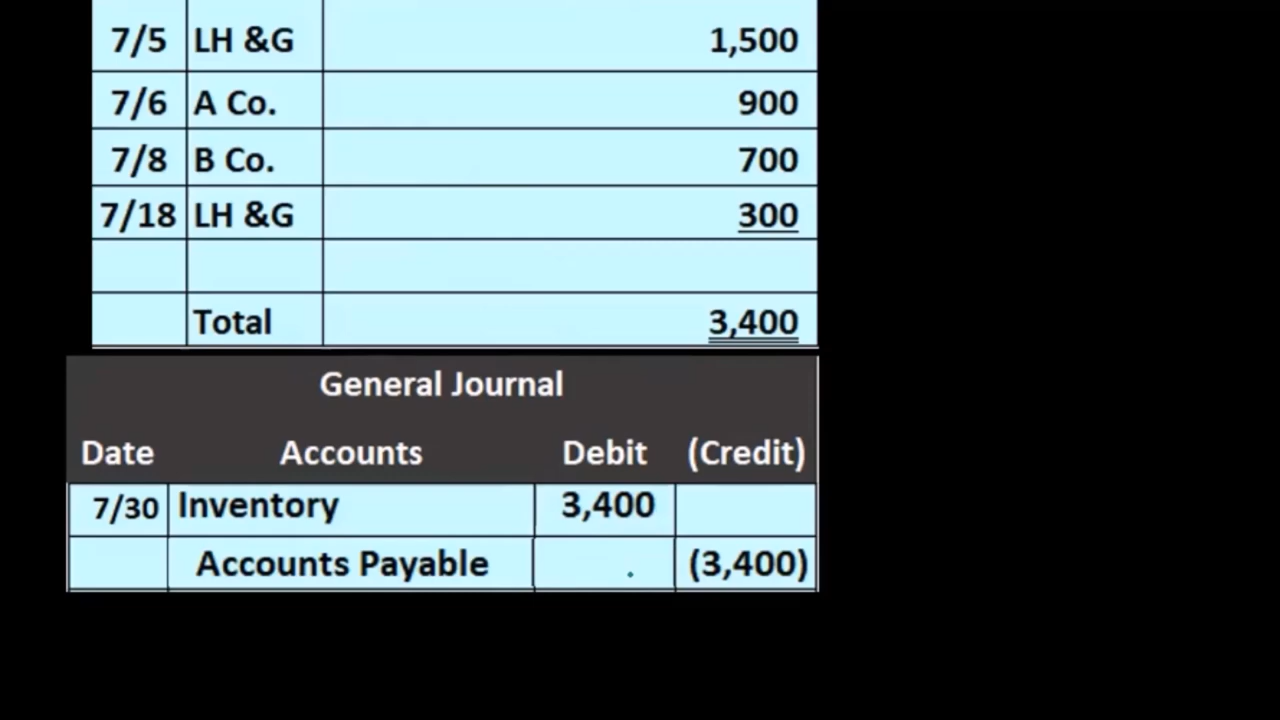 7/5 LH &G 1,500
7/6 A Co. 900
7/8 B Co. 700
7/18 LH &G 300
Total 3,400
General Journal
Date Accounts Debit (Credit)
7/30 Inventory 3,400
Accounts Payable (3,400)